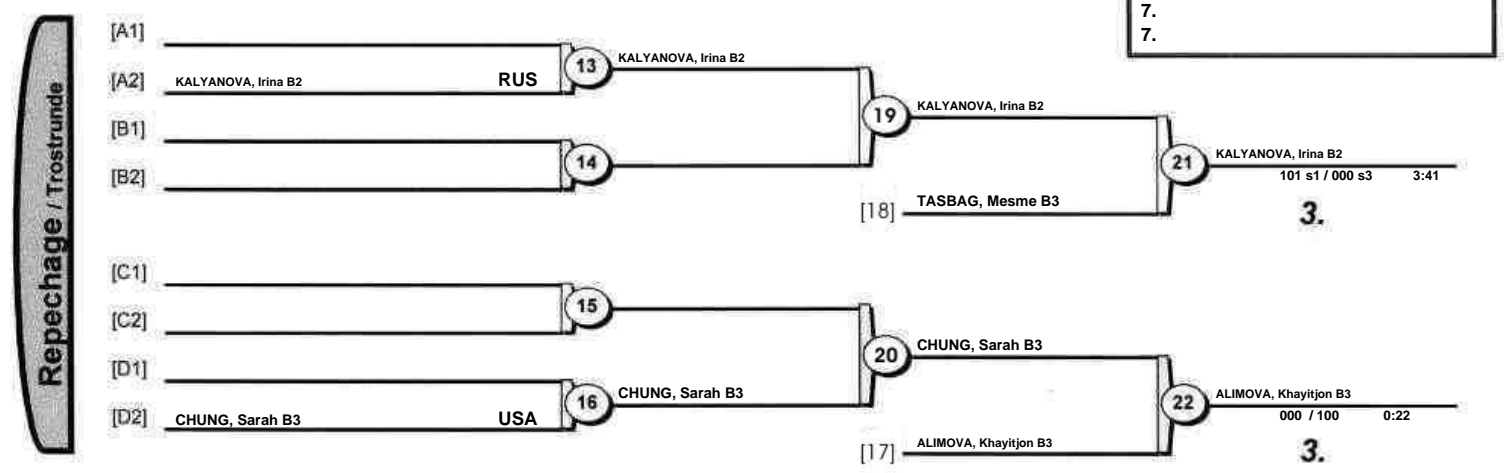 7.
7.
Repechage / Trostrunde
[A1]
13 KALYANOVA, Irina B2
[A2] KALYANOVA, Irina B2 RUS
19 KALYANOVA, Irina B2
[B1]
14
21 KALYANOVA, Irina B2
101 s1 / 000 s3 3:41
[B2]
[18] TASBAG, Mesme B3
3.
[C1]
15
[C2]
20 CHUNG, Sarah B3
[D1]
16 CHUNG, Sarah B3
22 ALIMOVA, Khayitjon B3
000 / 100 0:22
[D2] CHUNG, Sarah B3 USA
[17] ALIMOVA, Khayitjon B3
3.